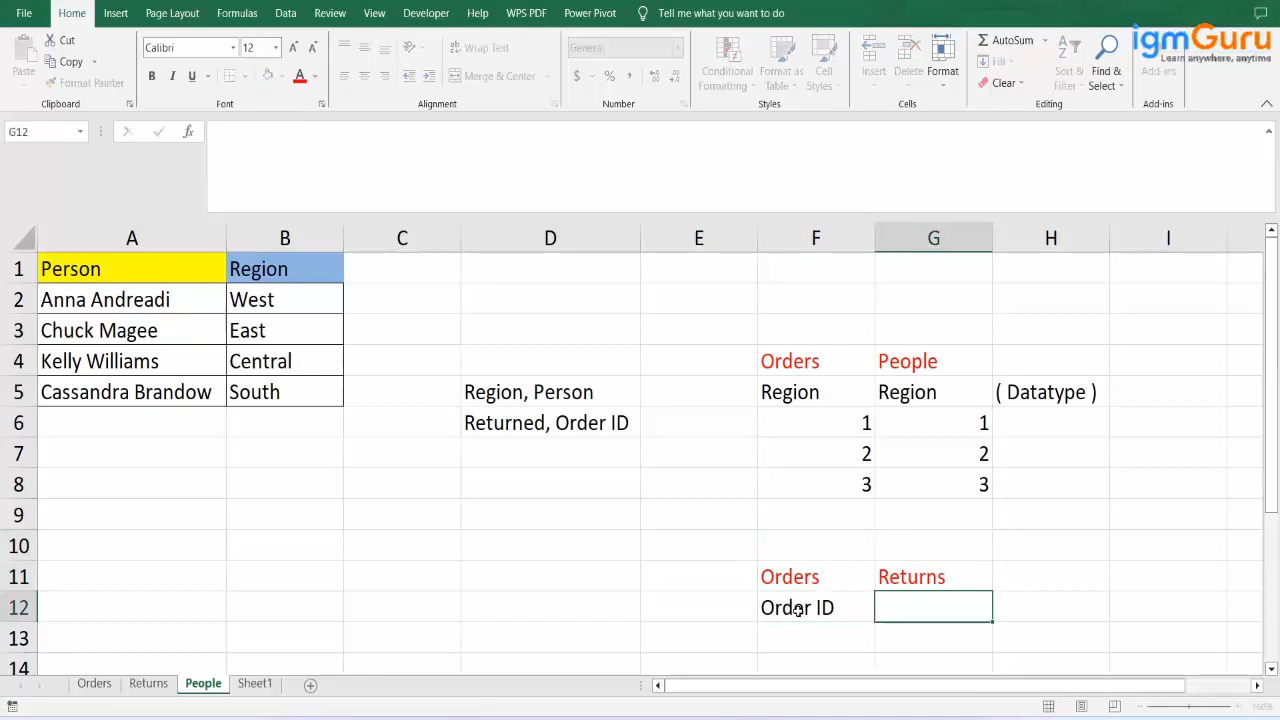 File Home Insert Page Layout Formulas Data Review View Developer Help WPS PDF Power Pivot Tell me what you want to do
igmGuru
Learn anywhere, anytime
Paste
Cut
Copy
Format Painter
Clipboard
Calibri 12
B I U
Font
Wrap Text
Merge & Center
Alignment
General
$ % ,
Number
Conditional Formatting
Format as Table
Cell Styles
Styles
Insert Delete Format
Cells
AutoSum
Fill
Clear
Sort & Filter
Find & Select
Editing
Add-ins
Add-ins
G12 fx
A B C D E F G H I
1 Person Region
2 Anna Andreadi West
3 Chuck Magee East
4 Kelly Williams Central Orders People
5 Cassandra Brandow South Region, Person Region Region ( Datatype )
6 Returned, Order ID 1 1
7 2 2
8 3 3
9
10
11 Orders Returns
12 Order ID
13
14
Orders Returns People Sheet1
160%